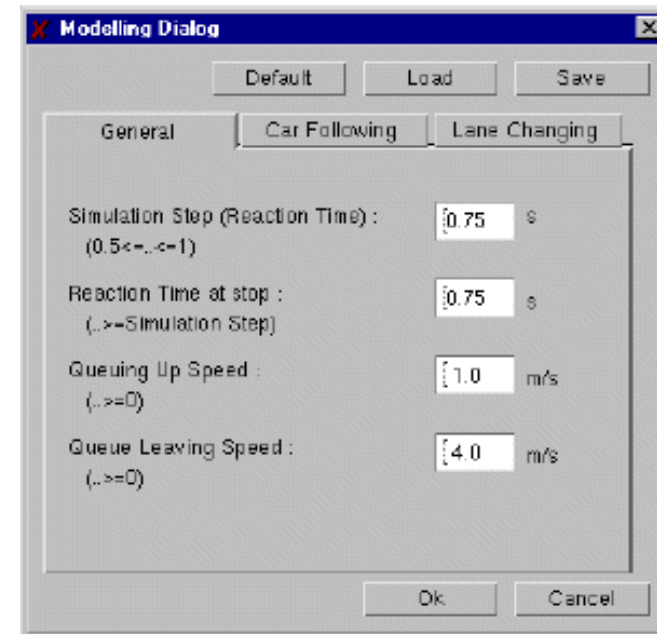 Modelling Dialog
Default Load Save
General Car Following Lane Changing
Simulation Step (Reaction Time) : 0.75 s
(0.5<=..<=1)
Reaction Time at stop : 0.75 s
(..>=Simulation Step)
Queuing Up Speed : 1.0 m/s
(..>=0)
Queue Leaving Speed : 4.0 m/s
(..>=0)
Ok Cancel